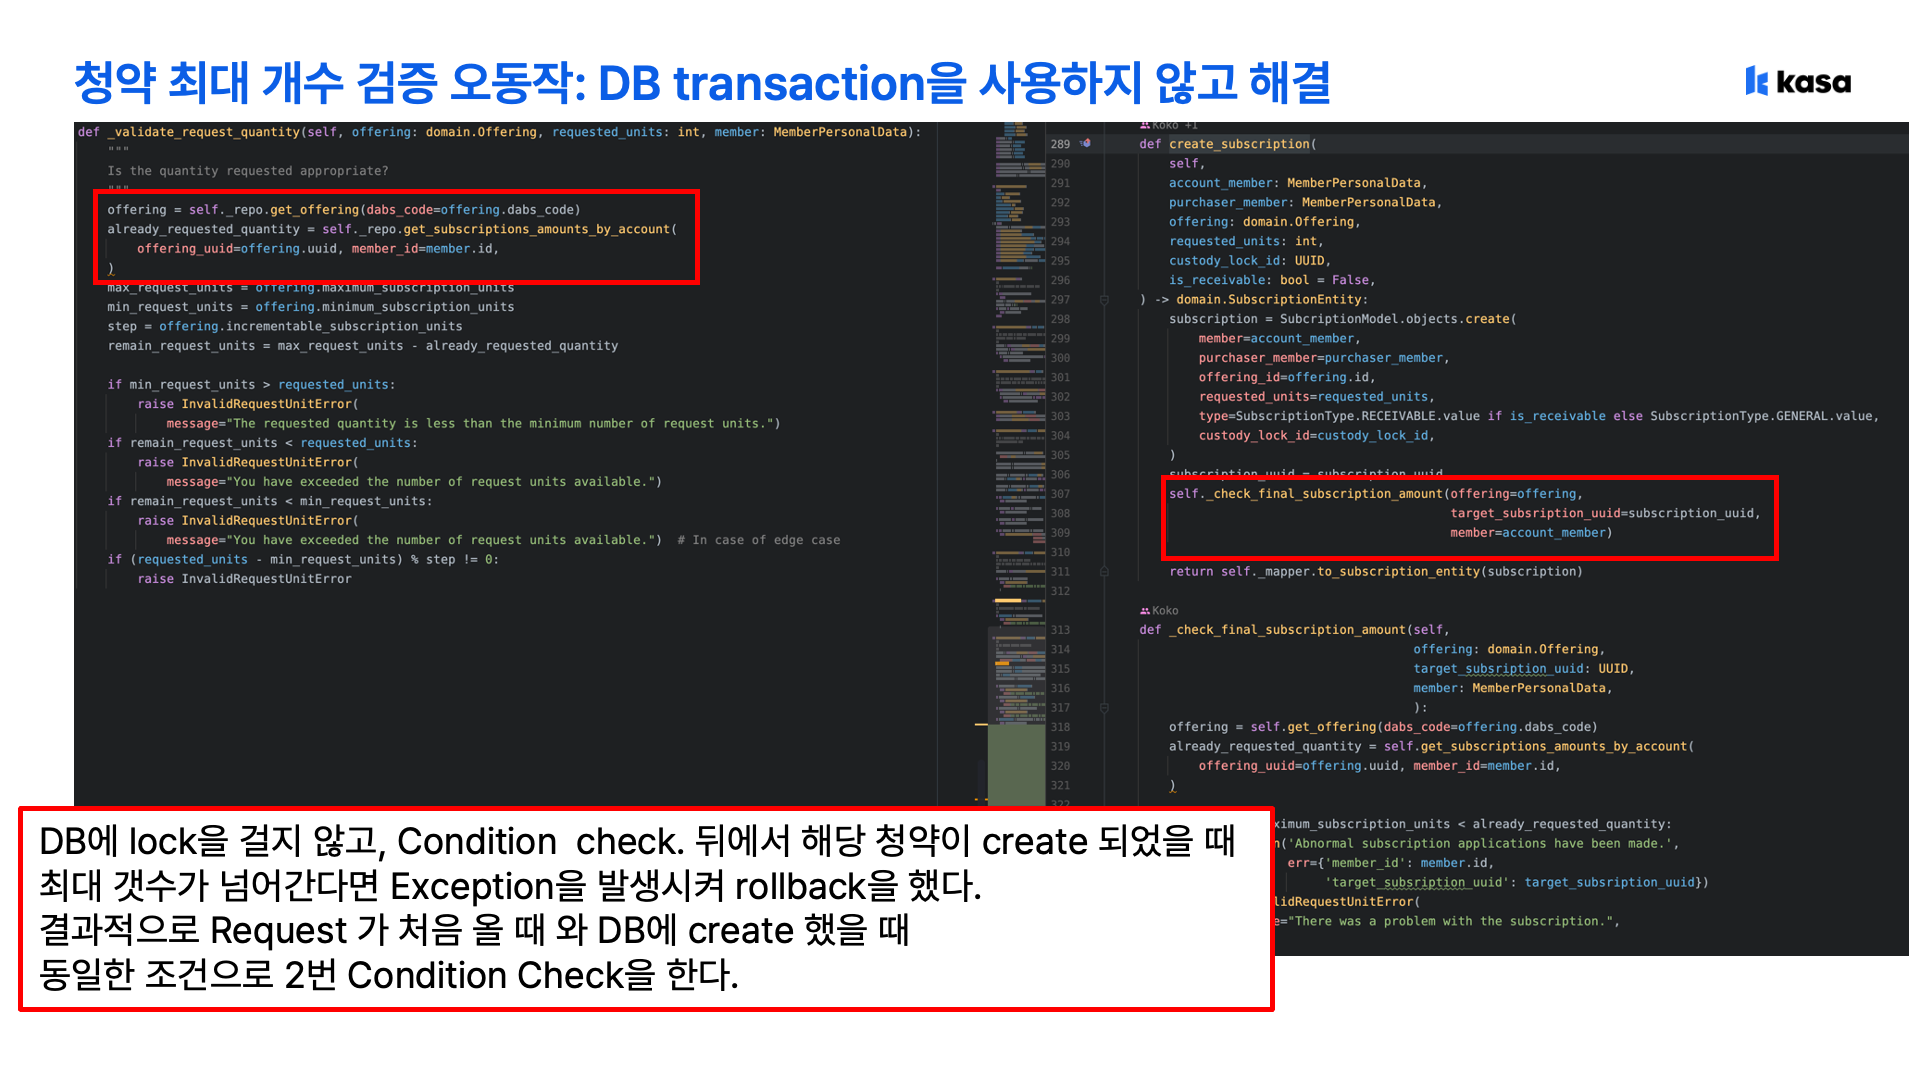 청약 최대 개수 검증 오동작: DB transaction을 사용하지 않고 해결
kasa
def _validate_request_quantity(self, offering: domain.Offering, requested_units: int, member: MemberPersonalData):
"""
Is the quantity requested appropriate?
"""
offering = self._repo.get_offering(dabs_code=offering.dabs_code)
already_requested_quantity = self._repo.get_subscriptions_amounts_by_account(
offering_uuid=offering.uuid, member_id=member.id,
)
max_request_units = offering.maximum_subscription_units
min_request_units = offering.minimum_subscription_units
step = offering.incrementable_subscription_units
remain_request_units = max_request_units - already_requested_quantity
if min_request_units > requested_units:
raise InvalidRequestUnitError(
message="The requested quantity is less than the minimum number of request units.")
if remain_request_units < requested_units:
raise InvalidRequestUnitError(
message="You have exceeded the number of request units available.")
if remain_request_units < min_request_units:
raise InvalidRequestUnitError(
message="You have exceeded the number of request units available.")  # In case of edge case
if (requested_units - min_request_units) % step != 0:
raise InvalidRequestUnitError
Koko +1
289 def create_subscription(
290 self,
291 account_member: MemberPersonalData,
292 purchaser_member: MemberPersonalData,
293 offering: domain.Offering,
294 requested_units: int,
295 custody_lock_id: UUID,
296 is_receivable: bool = False,
297 ) -> domain.SubscriptionEntity:
298 subscription = SubcriptionModel.objects.create(
299 member=account_member,
300 purchaser_member=purchaser_member,
301 offering_id=offering.id,
302 requested_units=requested_units,
303 type=SubscriptionType.RECEIVABLE.value if is_receivable else SubscriptionType.GENERAL.value,
304 custody_lock_id=custody_lock_id,
305 )
306 subscription_uuid = subscription.uuid
307 self._check_final_subscription_amount(offering=offering,
308 target_subsription_uuid=subscription_uuid,
309 member=account_member)
310
311 return self._mapper.to_subscription_entity(subscription)
312
Koko
313 def _check_final_subscription_amount(self,
314 offering: domain.Offering,
315 target_subsription_uuid: UUID,
316 member: MemberPersonalData,
317 ):
318 offering = self.get_offering(dabs_code=offering.dabs_code)
319 already_requested_quantity = self.get_subscriptions_amounts_by_account(
320 offering_uuid=offering.uuid, member_id=member.id,
321 )
322
ximum_subscription_units < already_requested_quantity:
('Abnormal subscription applications have been made.',
err={'member_id': member.id,
'target_subsription_uuid': target_subsription_uuid})
lidRequestUnitError(
e="There was a problem with the subscription.",
DB에 lock을 걸지 않고, Condition  check. 뒤에서 해당 청약이 create 되었을 때
최대 갯수가 넘어간다면 Exception을 발생시켜 rollback을 했다.
결과적으로 Request 가 처음 올 때 와 DB에 create 했을 때
동일한 조건으로 2번 Condition Check을 한다.